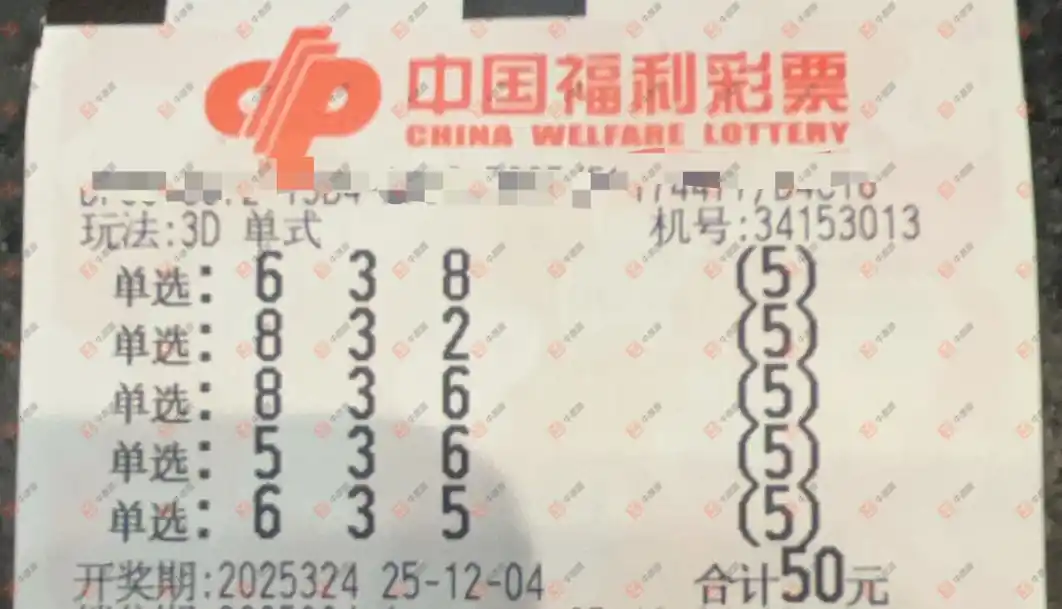 中国福利彩票
CHINA WELFARE LOTTERY
玩法:3D 单式 机号:34153013
单选: 6 3 8 (5)
单选: 8 3 2 (5)
单选: 8 3 6 (5)
单选: 5 3 6 (5)
单选: 6 3 5 (5)
开奖期:2025324 25-12-04 合计50元